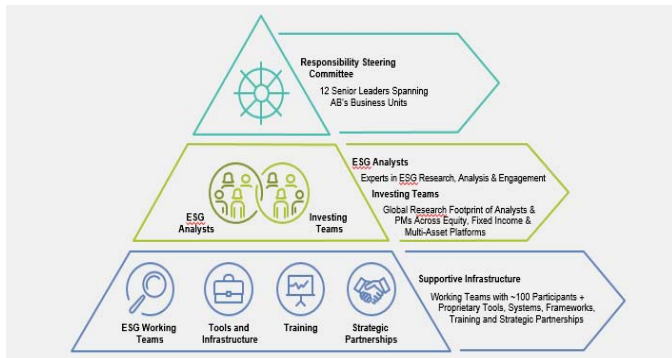 Responsibility Steering
Committee
12 Senior Leaders Spanning
AB's Business Units
ESG Analysts
Experts in ESG Research, Analysis & Engagement
Investing Teams
Global Research Footprint of Analysts &
PMs Across Equity, Fixed Income &
Multi-Asset Platforms
ESG
Analysts
Investing
Teams
Supportive Infrastructure
Working Teams with ~100 Participants +
Proprietary Tools, Systems, Frameworks,
Training and Strategic Partnerships
ESG Working
Teams
Tools and
Infrastructure
Training
Strategic
Partnerships